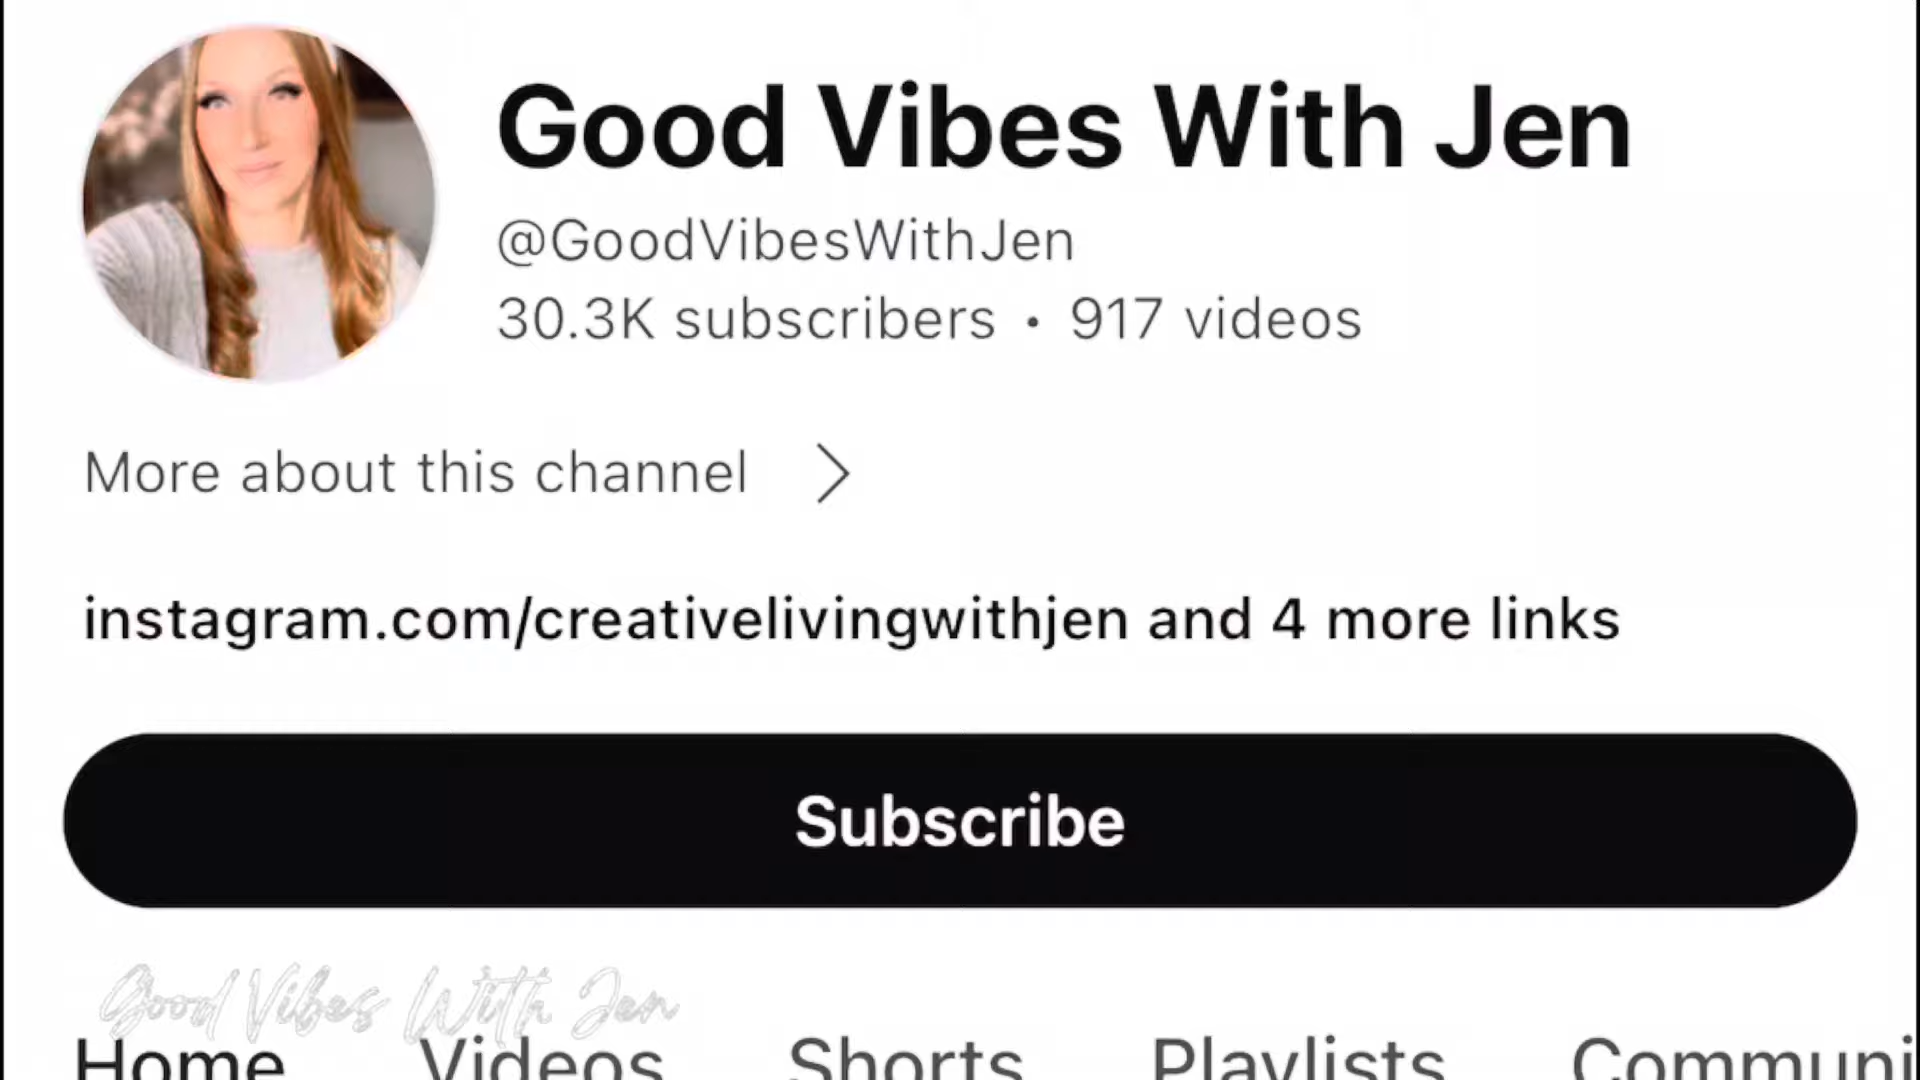 Good Vibes With Jen
@GoodVibesWithJen
30.3K subscribers • 917 videos
More about this channel
instagram.com/creativelivingwithjen and 4 more links
Subscribe
Good Vibes With Jen
Home Videos Shorts Playlists Communi